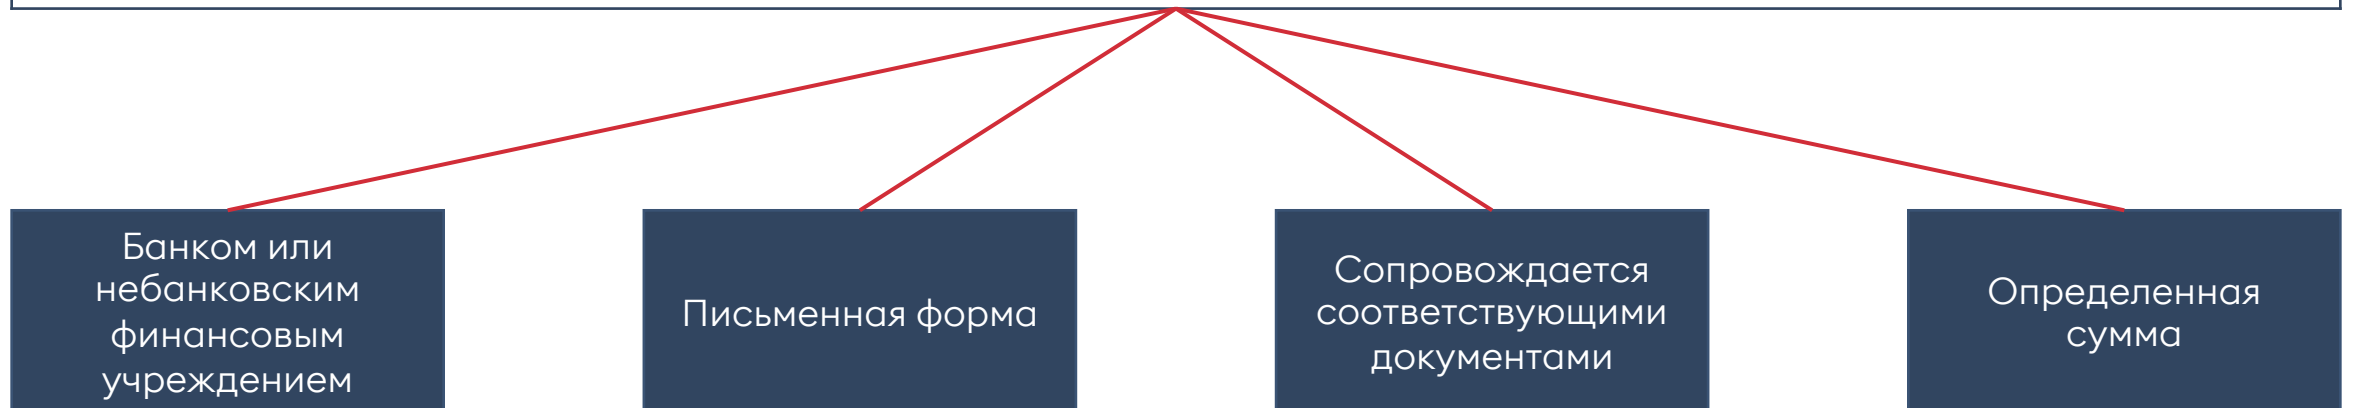 Банком или
небанковским
финансовым
учреждением
Письменная форма
Сопровождается
соответствующими
документами
Определенная
сумма